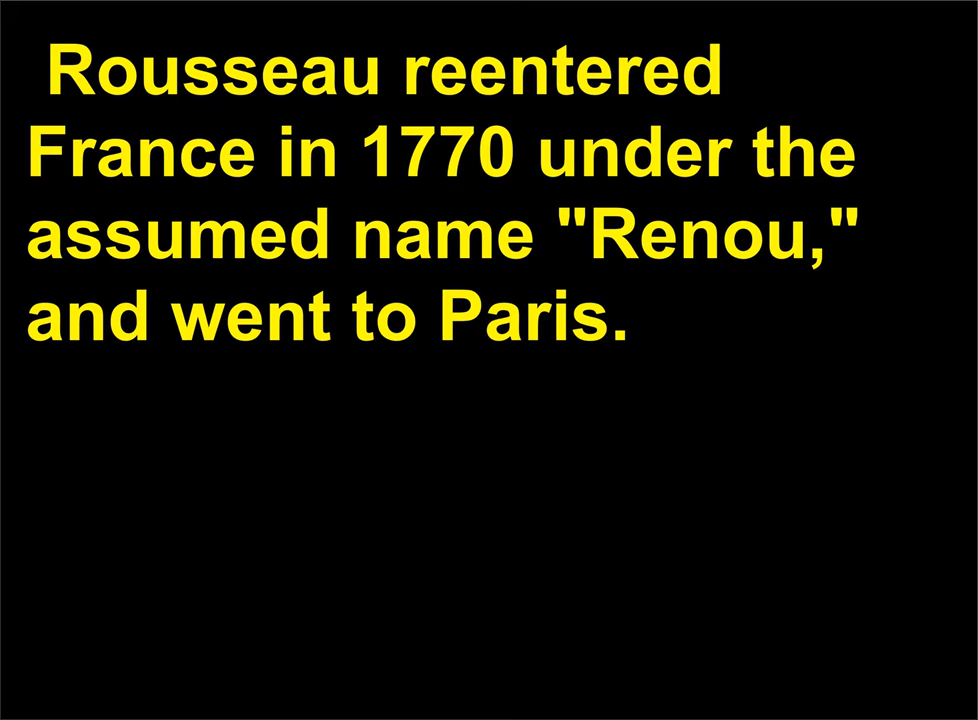 Rousseau reentered
France in 1770 under the
assumed name "Renou,"
and went to Paris.